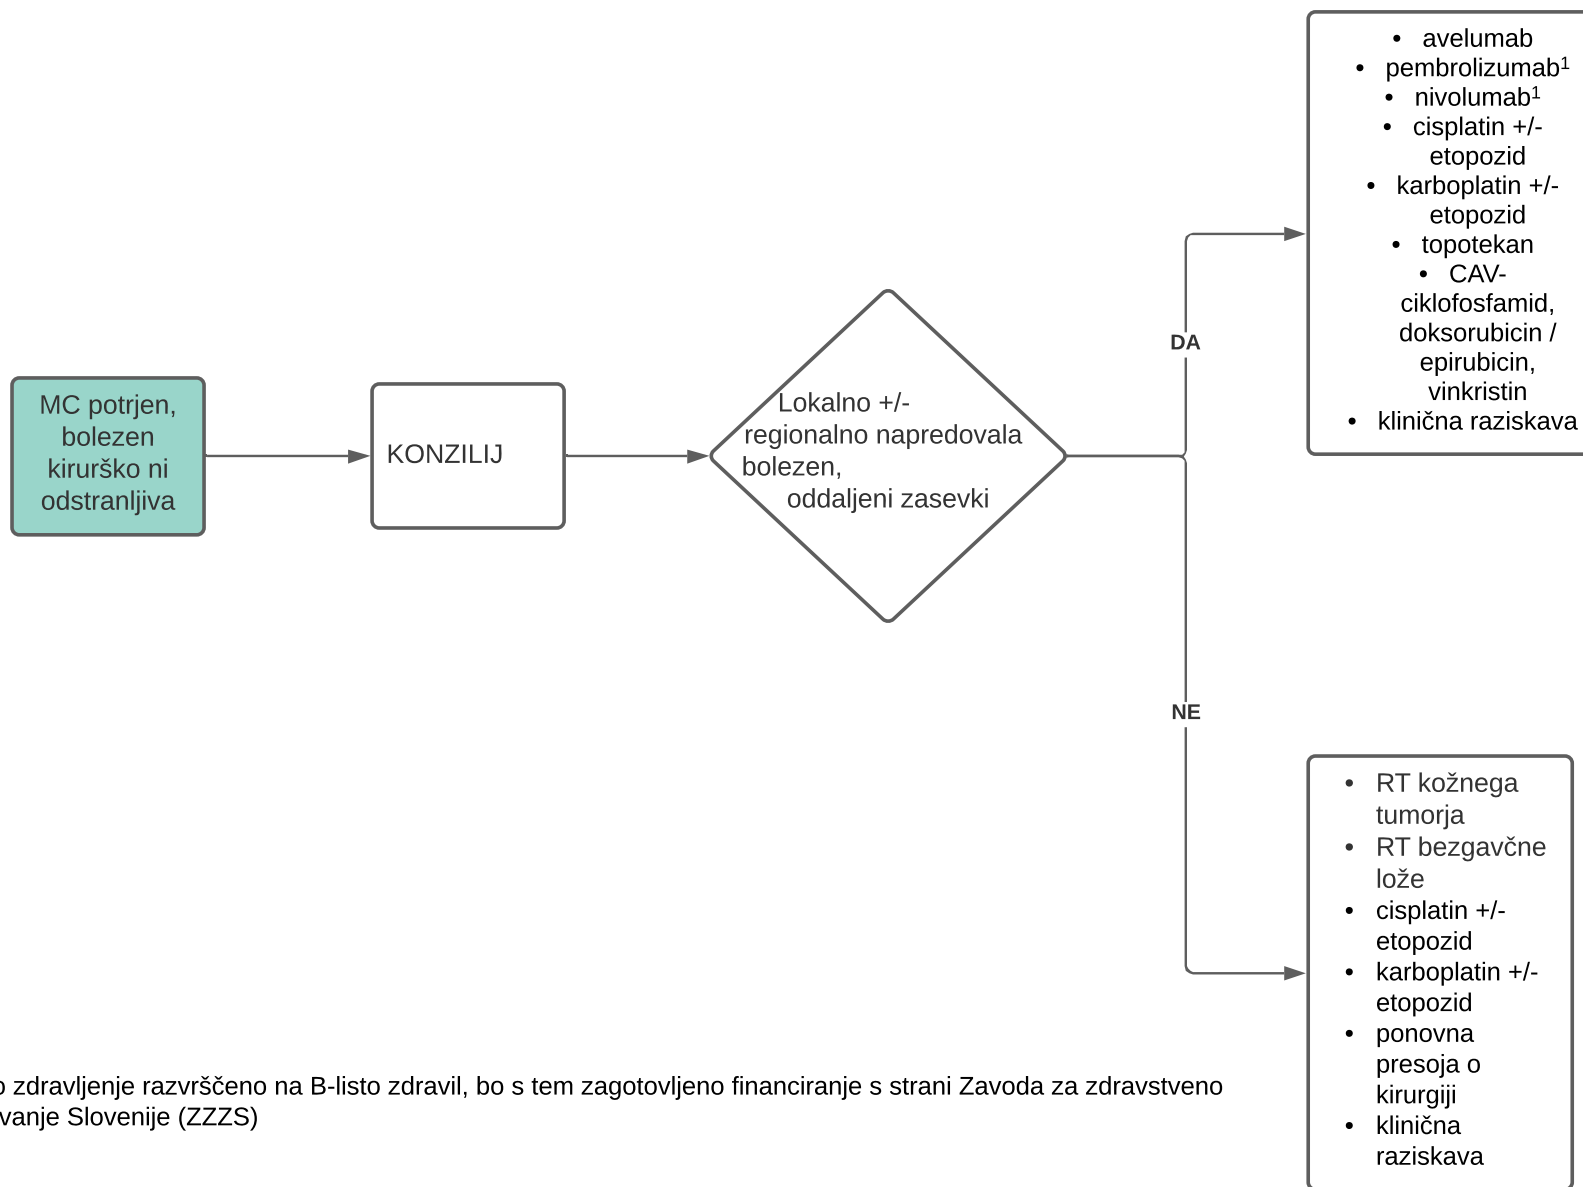 MC potrjen,
bolezen
kirurško ni
odstranljiva
KONZILIJ
Lokalno +/-
regionalno napredovala
bolezen,
oddaljeni zasevki
DA
• avelumab
• pembrolizumab¹
• nivolumab¹
• cisplatin +/-
etopozid
• karboplatin +/-
etopozid
• topotekan
• CAV-
ciklofosfamid,
doksorubicin /
epirubicin,
vinkristin
• klinična raziskava
NE
• RT kožnega
tumorja
• RT bezgavčne
lože
• cisplatin +/-
etopozid
• karboplatin +/-
etopozid
• ponovna
presoja o
kirurgiji
• klinična
raziskava
zdravljenje razvrščeno na B-listo zdravil, bo s tem zagotovljeno financiranje s strani Zavoda za zdravstveno
Slovenije (ZZZS)